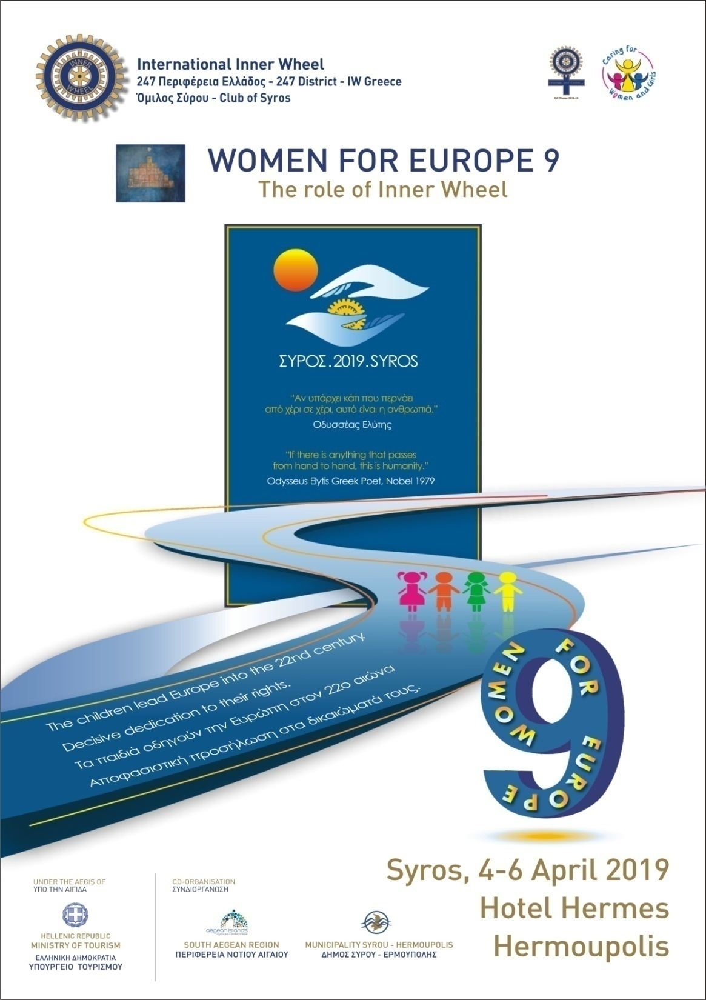 INNER
WHEEL
International Inner Wheel
247 Περιφέρεια Ελλάδος - 247 District - IW Greece
Όμιλος Σύρου - Club of Syros
Caring for
Women and Girls
WOMEN FOR EUROPE 9
The role of Inner Wheel
ΣΥΡΟΣ.2019.SYROS
“Αν υπάρχει κάτι που περνάει
από χέρι σε χέρι, αυτό είναι η ανθρωπιά.”
Οδυσσέας Ελύτης
“If there is anything that passes
from hand to hand, this is humanity.”
Odysseus Elytis Greek Poet, Nobel 1979
The children lead Europe into the 22nd century.
Decisive dedication to their rights.
Τα παιδιά οδηγούν την Ευρώπη στον 22ο αιώνα
Αποφασιστική προσήλωση στα δικαιώματά τους.
WOMEN FOR EUROPE
9
Syros, 4-6 April 2019
Hotel Hermes
Hermoupolis
UNDER THE AEGIS OF
ΥΠΟ ΤΗΝ ΑΙΓΙΔΑ
HELLENIC REPUBLIC
MINISTRY OF TOURISM
ΕΛΛΗΝΙΚΗ ΔΗΜΟΚΡΑΤΙΑ
ΥΠΟΥΡΓΕΙΟ ΤΟΥΡΙΣΜΟΥ
CO-ORGANISATION
ΣΥΝΔΙΟΡΓΑΝΩΣΗ
aegean islands
SOUTH AEGEAN REGION
ΠΕΡΙΦΕΡΕΙΑ ΝΟΤΙΟΥ ΑΙΓΑΙΟΥ
MUNICIPALITY SYROU - HERMOUPOLIS
ΔΗΜΟΣ ΣΥΡΟΥ - ΕΡΜΟΥΠΟΛΗΣ